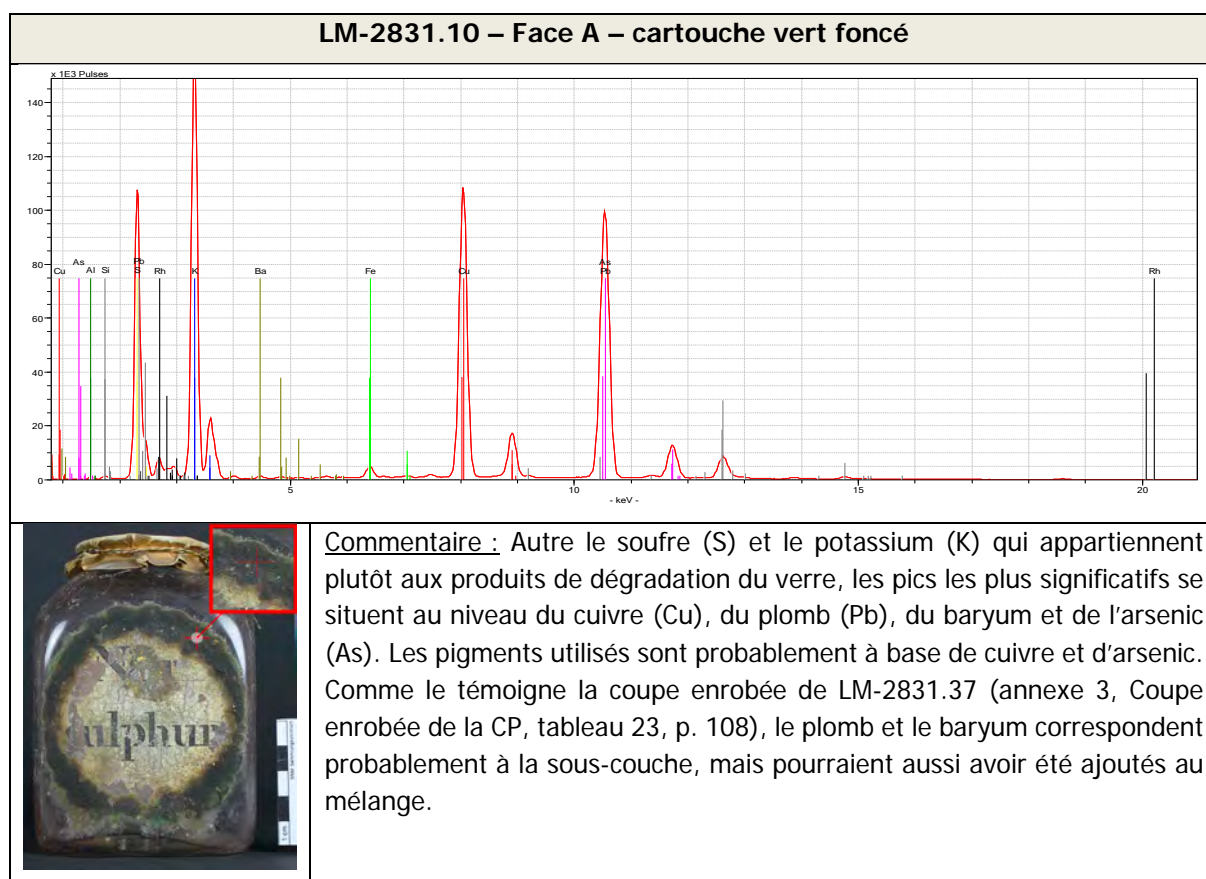 LM-2831.10 – Face A – cartouche vert foncé
x 1E3 Pulses
140
120
100
80
60
40
20
0
Cu As Al Si Pb S Rh K Ba Fe Cu As Pb Rh
5 10 15 20
- keV -
Nat
sulphur
1 cm
Commentaire : Autre le soufre (S) et le potassium (K) qui appartiennent
plutôt aux produits de dégradation du verre, les pics les plus significatifs se
situent au niveau du cuivre (Cu), du plomb (Pb), du baryum et de l'arsenic
(As). Les pigments utilisés sont probablement à base de cuivre et d'arsenic.
Comme le témoigne la coupe enrobée de LM-2831.37 (annexe 3, Coupe
enrobée de la CP, tableau 23, p. 108), le plomb et le baryum correspondent
probablement à la sous-couche, mais pourraient aussi avoir été ajoutés au
mélange.